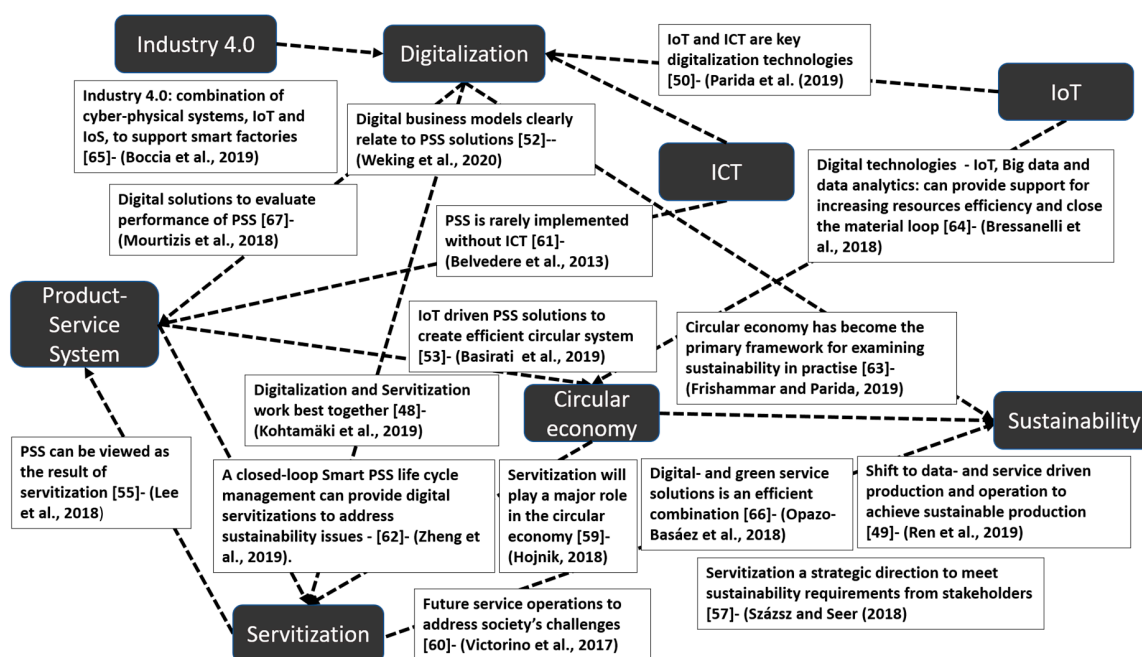 Industry 4.0
Digitalization
IoT and ICT are key
digitalization technologies
[50]- (Parida et al. (2019)
IoT
Industry 4.0: combination of
cyber-physical systems, IoT and
IoS, to support smart factories
[65]- (Boccia et al., 2019)
Digital business models clearly
relate to PSS solutions [52]--
(Weking et al., 2020)
ICT
Digital technologies - IoT, Big data and
data analytics: can provide support for
increasing resources efficiency and close
the material loop [64]- (Bressanelli et
al., 2018)
Digital solutions to evaluate
performance of PSS [67]-
(Mourtizis et al., 2018)
PSS is rarely implemented
without ICT [61]-
(Belvedere et al., 2013)
Product-
Service
System
IoT driven PSS solutions to
create efficient circular system
[53]- (Basirati et al., 2019)
Circular economy has become the
primary framework for examining
sustainability in practise [63]-
(Frishammar and Parida, 2019)
Digitalization and Servitization
work best together [48]-
(Kohtamäki et al., 2019)
Circular
economy
Sustainability
PSS can be viewed as
the result of
servitization [55]- (Lee
et al., 2018)
A closed-loop Smart PSS life cycle
management can provide digital
servitizations to address
sustainability issues - [62]- (Zheng
et al., 2019).
Servitization will
play a major role
in the circular
economy [59]-
(Hojnik, 2018)
Digital- and green service
solutions is an efficient
combination [66]- (Opazo-
Basáez et al., 2018)
Shift to data- and service driven
production and operation to
achieve sustainable production
[49]- (Ren et al., 2019)
Servitization a strategic direction to meet
sustainability requirements from stakeholders
[57]- (Szász and Seer (2018)
Servitization
Future service operations to
address society's challenges
[60]- (Victorino et al., 2017